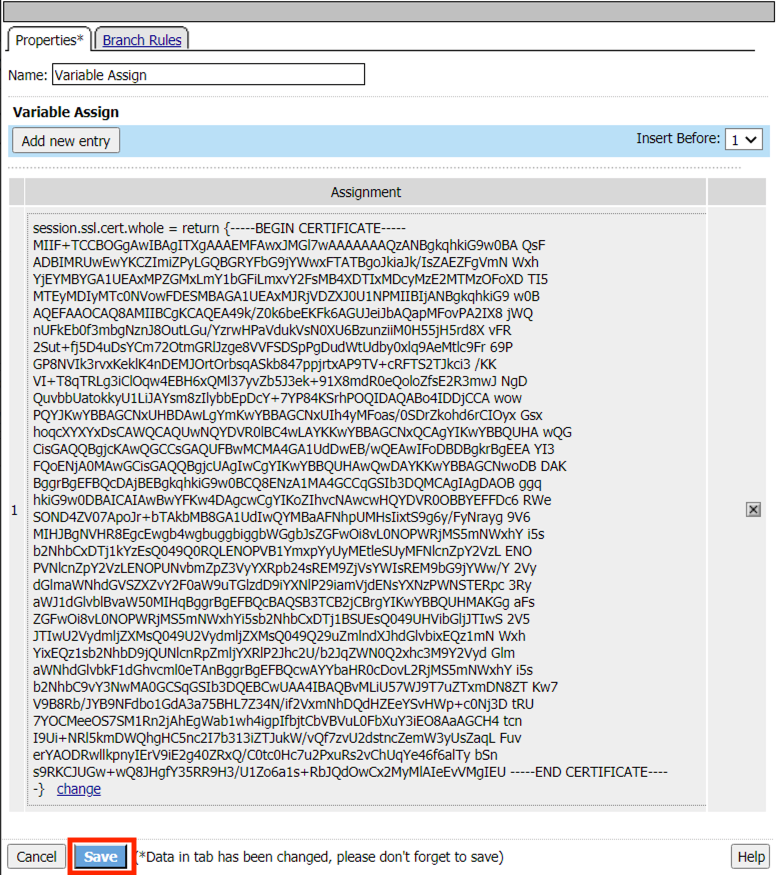 Properties*
Branch Rules
Name: Variable Assign
Variable Assign
Add new entry
Insert Before: 1
Assignment
session.ssl.cert.whole = return {-----BEGIN CERTIFICATE-----
MIIF+TCCBOGgAwIBAgITXgAAAEMFAwxJMGl7wAAAAAAAQzANBgkqhkiG9w0BA QsF
ADBIMRUwEwYKCZImiZPyLGQBGRYFbG9jYWwxFTATBgoJkiaJk/IsZAEZFgVmN Wxh
YjEYMBYGA1UEAxMPZGMxLmY1bGFiLmxvY2FsMB4XDTIxMDcyMzE2MTMzOFoXD TI5
MTEyMDIyMTc0NVowFDESMBAGA1UEAxMJRjVDZXJ0U1NPMIIBIjANBgkqhkiG9 w0B
AQEFAAOCAQ8AMIIBCgKCAQEA49k/Z0k6beEKFk6AGUJeiJbAQapMFovPA2IX8 jWQ
nUFkEb0f3mbgNznJ8OutLGu/YzrwHPaVdukVsN0XU6BzunziiM0H55jH5rd8X vFR
2Sut+fj5D4uDsYCm72OtmGRlJzge8VVFSDSpPgDudWtUdby0xlq9AeMtlc9Fr 69P
GP8NVIk3rvxKeklK4nDEMJOrtOrbsqASkb847ppjrtxAP9TV+cRFTS2TJkci3 /KK
VI+T8qTRLg3iClOqw4EBH6xQMl37yvZb5J3ek+91X8mdR0eQoloZfsE2R3mwJ NgD
QuvbbUatokkyU1LiJAYsm8zIlybbEpDcY+7YP84KSrhPOQIDAQABo4IDDjCCA wow
PQYJKwYBBAGCNxUHBDAwLgYmKwYBBAGCNxUIh4yMFoas/0SDrZkohd6rCIOyx Gsx
hoqcXYXYxDsCAWQCAQUwNQYDVR0lBC4wLAYKKwYBBAGCNxQCAgYIKwYBBQUHA wQG
CisGAQQBgjcKAwQGCCsGAQUFBwMCMA4GA1UdDwEB/wQEAwIFoDBDBgkrBgEEA YI3
FQoENjA0MAwGCisGAQQBgjcUAgIwCgYIKwYBBQUHAwQwDAYKKwYBBAGCNwoDB DAK
BggrBgEFBQcDAjBEBgkqhkiG9w0BCQ8ENzA1MA4GCCqGSIb3DQMCAgIAgDAOB ggq
hkiG9w0DBAICAIAwBwYFKw4DAgcwCgYIKoZIhvcNAwcwHQYDVR0OBBYEFFDc6 RWe
1
SOND4ZV07ApoJr+bTAkbMB8GA1UdIwQYMBaAFNhpUMHsIixtS9g6y/FyNrayg 9V6
MIHJBgNVHR8EgcEwgb4wgbuggbiggbWGgbJsZGFwOi8vL0NOPWRjMS5mNWxhY i5s
b2NhbCxDTj1kYzEsQ049Q0RQLENOPVB1YmxpYyUyMEtleSUyMFNlcnZpY2VzL ENO
PVNlcnZpY2VzLENOPUNvbmZpZ3VyYXRpb24sREM9ZjVsYWIsREM9bG9jYWw/Y 2Vy
dGlmaWNhdGVSZXZvY2F0aW9uTGlzdD9iYXNlP29iamVjdENsYXNzPWNSTERpc 3Ry
aWJ1dGlvblBvaW50MIHqBggrBgEFBQcBAQSB3TCB2jCBrgYIKwYBBQUHMAKGg aFs
ZGFwOi8vL0NOPWRjMS5mNWxhYi5sb2NhbCxDTj1BSUEsQ049UHVibGljJTIwS 2V5
JTIwU2VydmljZXMsQ049U2VydmljZXMsQ049Q29uZmlndXJhdGlvbixEQz1mN Wxh
YixEQz1sb2NhbD9jQUNlcnRpZmljYXRlP2Jhc2U/b2JqZWN0Q2xhc3M9Y2Vyd Glm
aWNhdGlvbkF1dGhvcml0eTAnBggrBgEFBQcwAYYbaHR0cDovL2RjMS5mNWxhY i5s
b2NhbC9vY3NwMA0GCSqGSIb3DQEBCwUAA4IBAQBvMLiU57WJ9T7uZTxmDN8ZT Kw7
V9B8Rb/JYB9NFdbo1GdA3a75BHL7Z34N/if2VxmNhDQdHZEeYSvHWp+c0Nj3D tRU
7YOCMeeOS7SM1Rn2jAhEgWab1wh4igpIfbjtCbVBVuL0FbXuY3iEO8AaAGCH4 tcn
I9Ui+NRl5kmDWQhgHC5nc2I7b313iZTJukW/vQf7zvU2dstncZemW3yUsZaqL Fuv
erYAODRwllkpnyIErV9iE2g40ZRxQ/C0tc0Hc7u2PxuRs2vChUqYe46f6alTy bSn
s9RKCJUGw+wQ8JHgfY35RR9H3/U1Zo6a1s+RbJQdOwCx2MyMlAIeEvVMgIEU -----END CERTIFICATE----
-} change
Cancel
Save
(*Data in tab has been changed, please don't forget to save)
Help